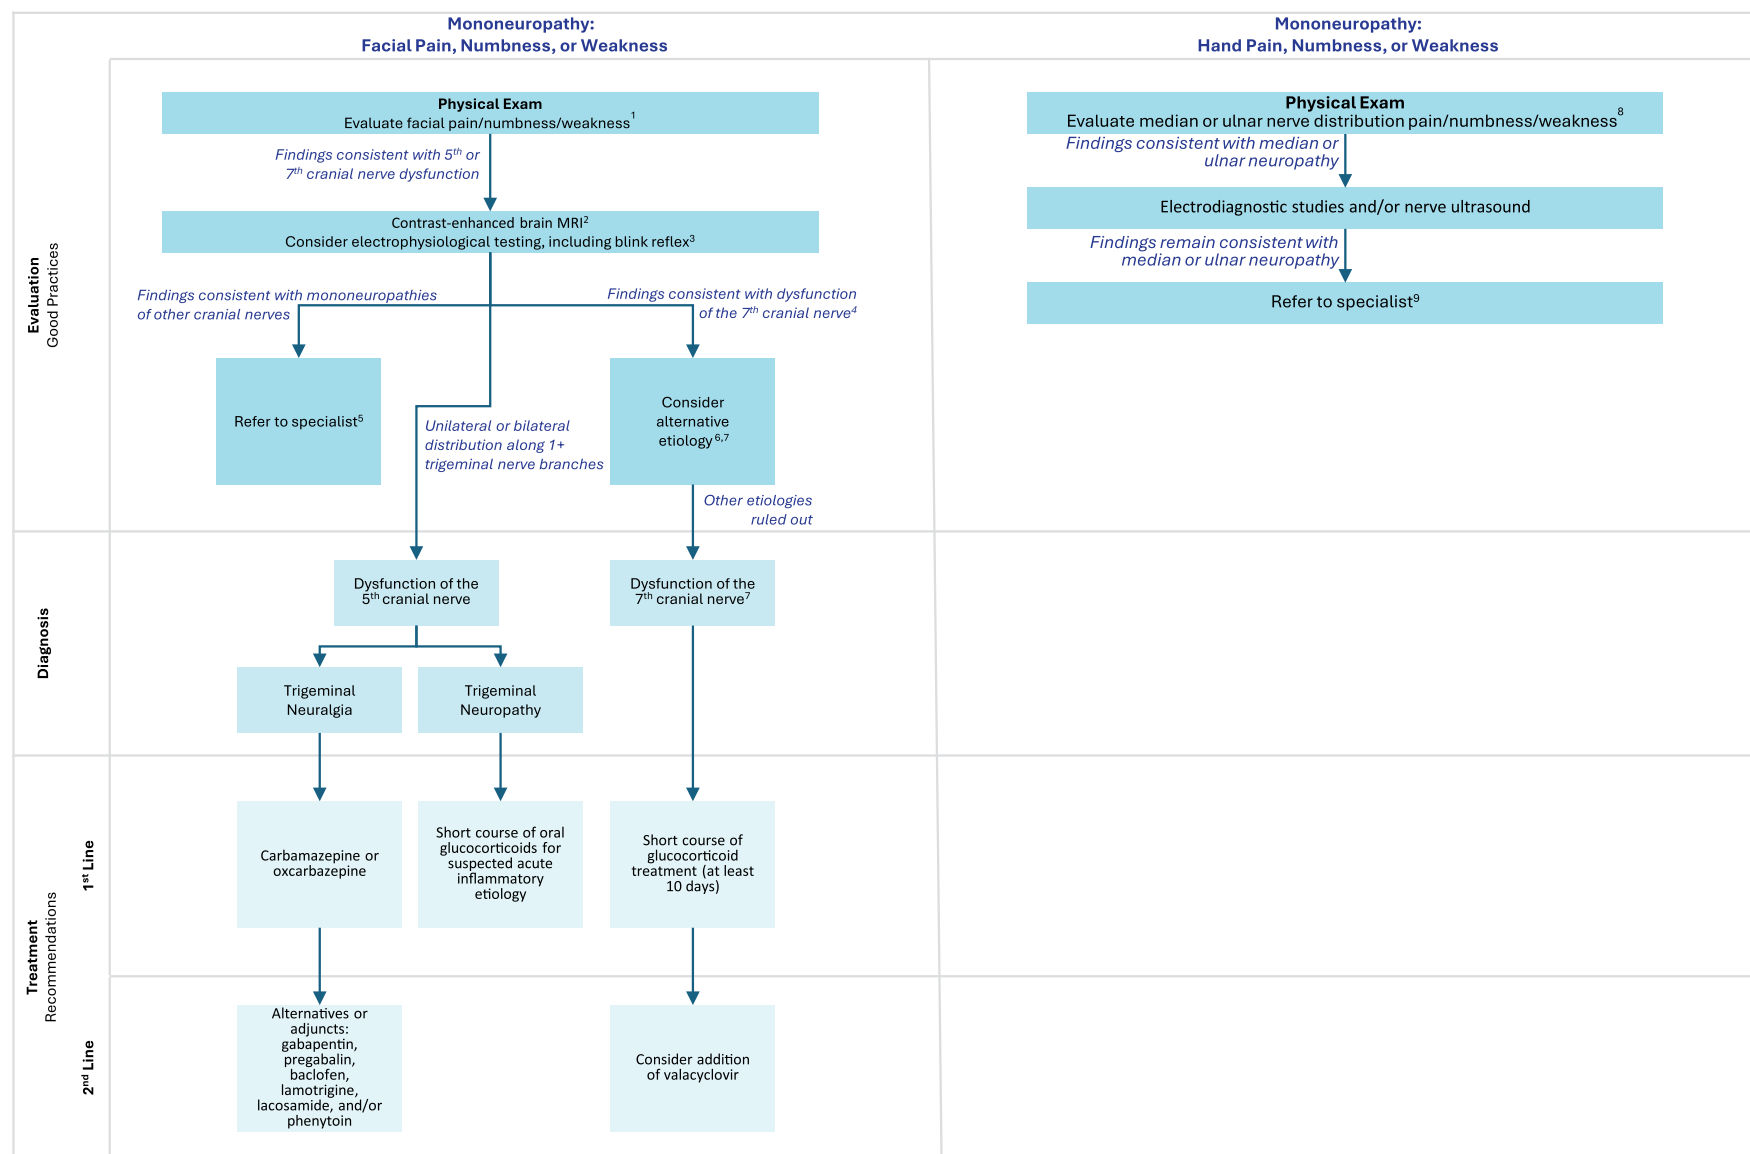 Mononeuropathy:
Facial Pain, Numbness, or Weakness
Mononeuropathy:
Hand Pain, Numbness, or Weakness
Evaluation
Good Practices
Physical Exam
Evaluate facial pain/numbness/weakness¹
Findings consistent with 5ᵗʰ or
7ᵗʰ cranial nerve dysfunction
Contrast-enhanced brain MRI²
Consider electrophysiological testing, including blink reflex³
Findings consistent with mononeuropathies
of other cranial nerves
Findings consistent with dysfunction
of the 7ᵗʰ cranial nerve⁴
Refer to specialist⁵
Unilateral or bilateral
distribution along 1+
trigeminal nerve branches
Consider
alternative
etiology⁶,⁷
Other etiologies
ruled out
Physical Exam
Evaluate median or ulnar nerve distribution pain/numbness/weakness⁸
Findings consistent with median or
ulnar neuropathy
Electrodiagnostic studies and/or nerve ultrasound
Findings remain consistent with
median or ulnar neuropathy
Refer to specialist⁹
Diagnosis
Dysfunction of the
5ᵗʰ cranial nerve
Dysfunction of the
7ᵗʰ cranial nerve⁷
Trigeminal
Neuralgia
Trigeminal
Neuropathy
Treatment
Recommendations
1ˢᵗ Line
Carbamazepine or
oxcarbazepine
Short course of oral
glucocorticoids for
suspected acute
inflammatory
etiology
Short course of
glucocorticoid
treatment (at least
10 days)
2ⁿᵈ Line
Alternatives or
adjuncts:
gabapentin,
pregabalin,
baclofen,
lamotrigine,
lacosamide, and/or
phenytoin
Consider addition
of valacyclovir